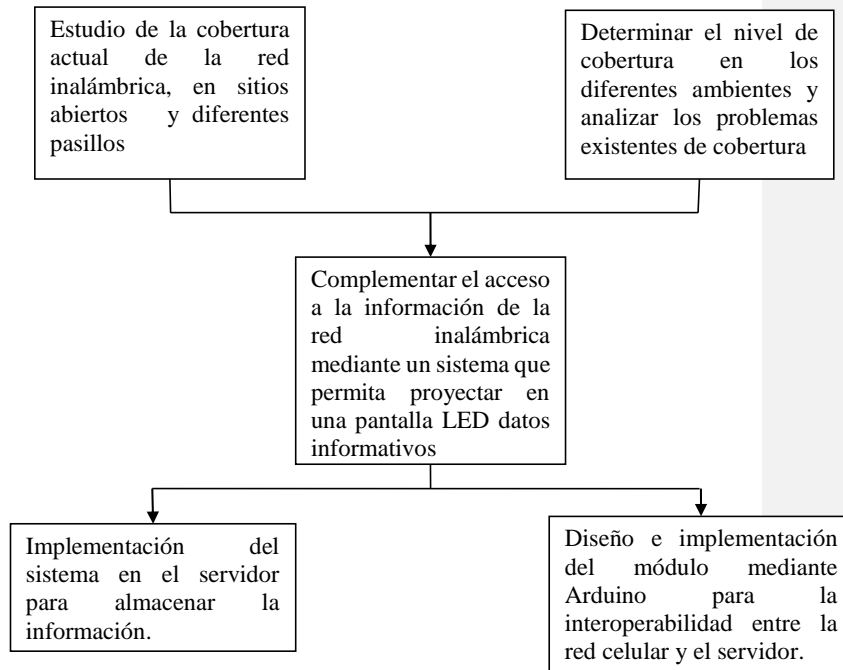 Estudio de la cobertura
actual de la red
inalámbrica, en sitios
abiertos y diferentes
pasillos
Determinar el nivel de
cobertura en los
diferentes ambientes y
analizar los problemas
existentes de cobertura
Complementar el acceso
a la información de la
red inalámbrica
mediante un sistema que
permita proyectar en
una pantalla LED datos
informativos
Implementación del
sistema en el servidor
para almacenar la
información.
Diseño e implementación
del módulo mediante
Arduino para la
interoperabilidad entre la
red celular y el servidor.